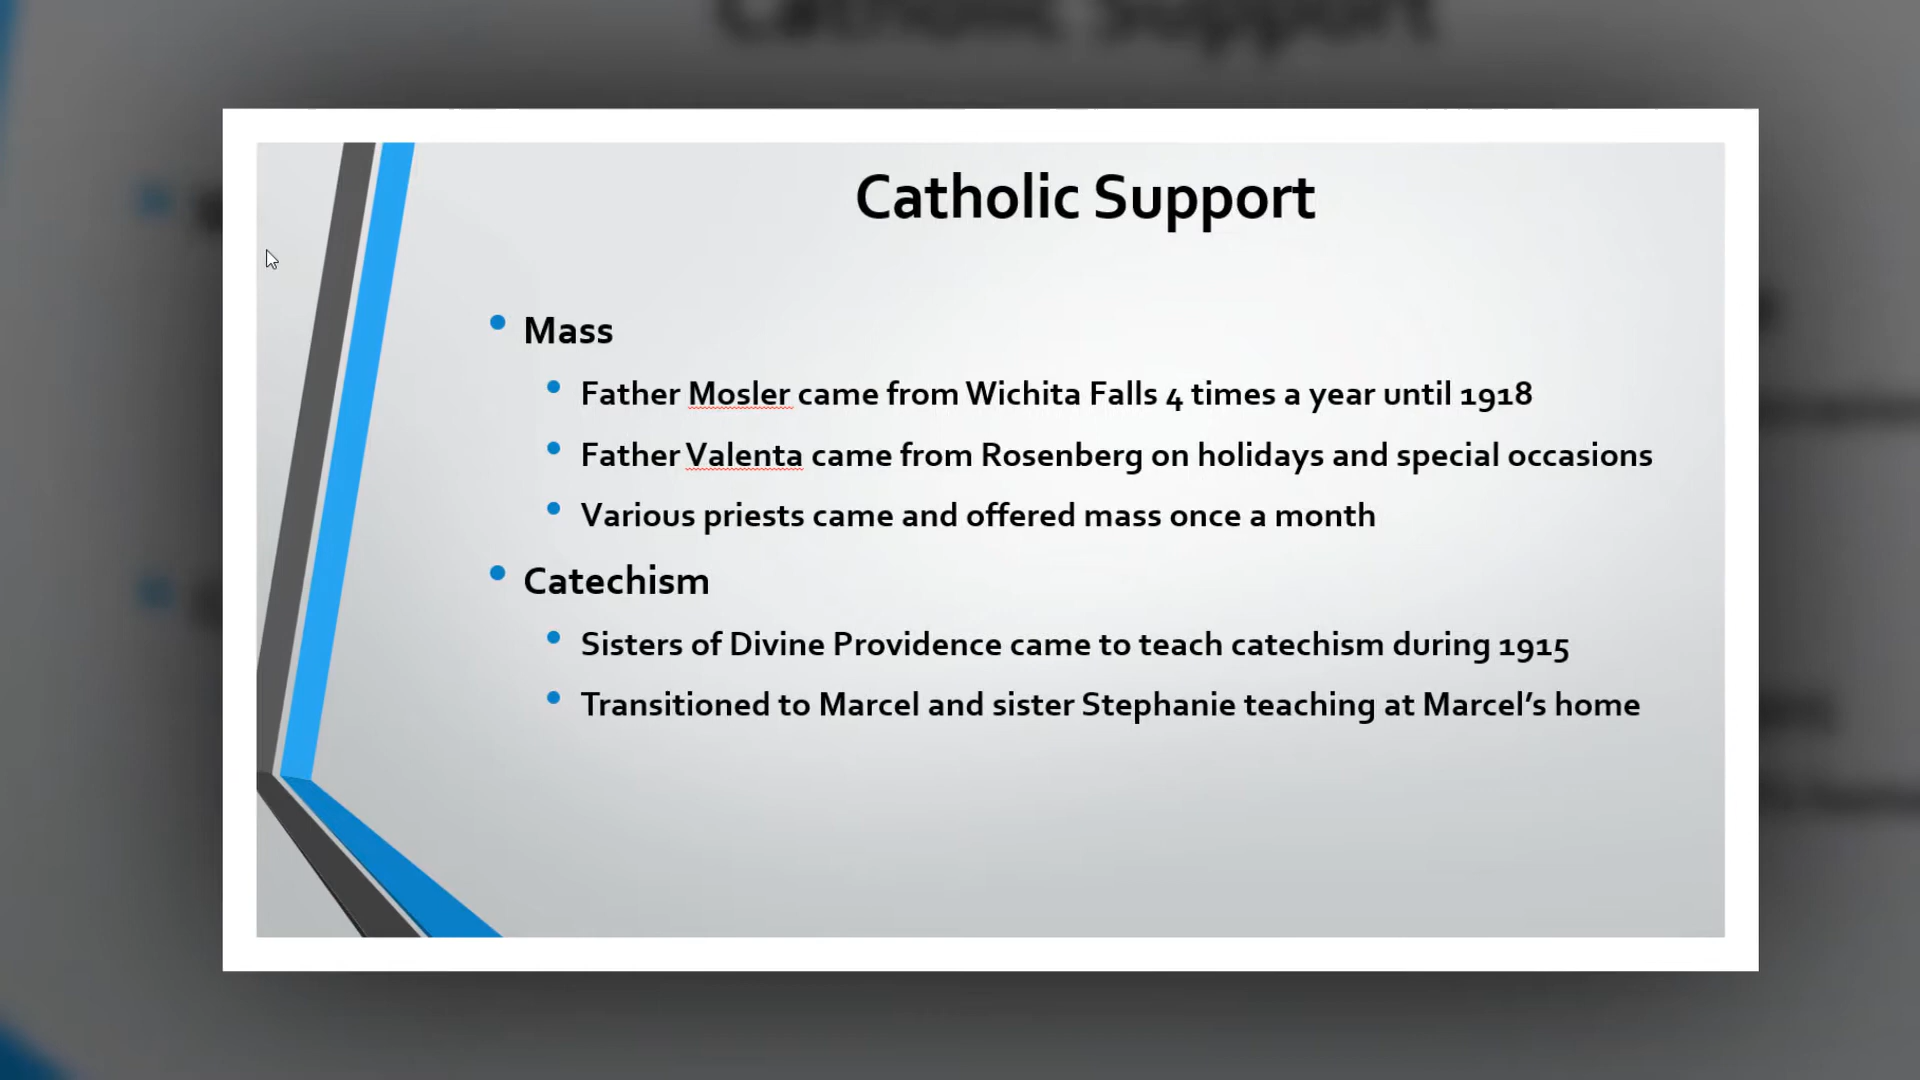 Catholic Support
Mass
Father Mosler came from Wichita Falls 4 times a year until 1918
Father Valenta came from Rosenberg on holidays and special occasions
Various priests came and offered mass once a month
Catechism
Sisters of Divine Providence came to teach catechism during 1915
Transitioned to Marcel and sister Stephanie teaching at Marcel’s home